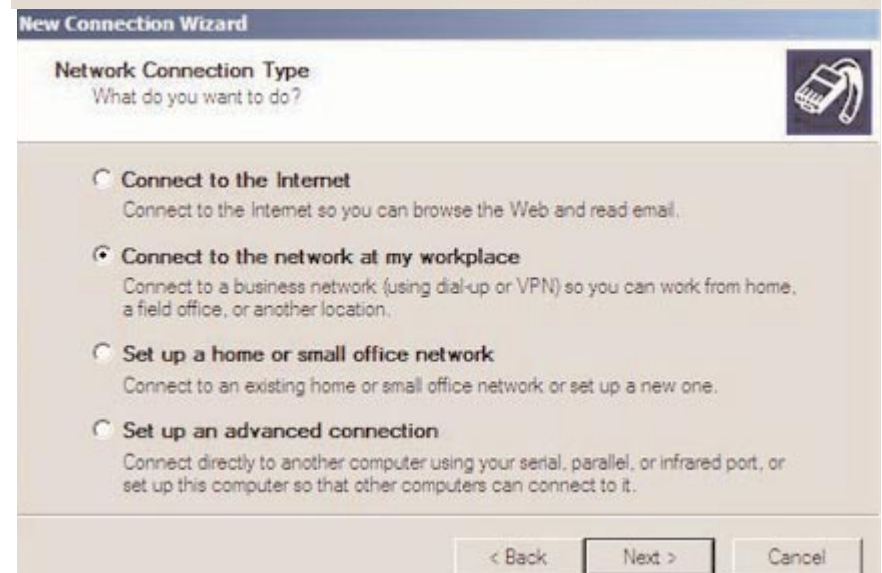 New Connection Wizard
Network Connection Type
What do you want to do?
Connect to the Internet
Connect to the Internet so you can browse the Web and read email.
Connect to the network at my workplace
Connect to a business network (using dial-up or VPN) so you can work from home,
a field office, or another location.
Set up a home or small office network
Connect to an existing home or small office network or set up a new one.
Set up an advanced connection
Connect directly to another computer using your serial, parallel, or infrared port, or
set up this computer so that other computers can connect to it.
< Back Next > Cancel